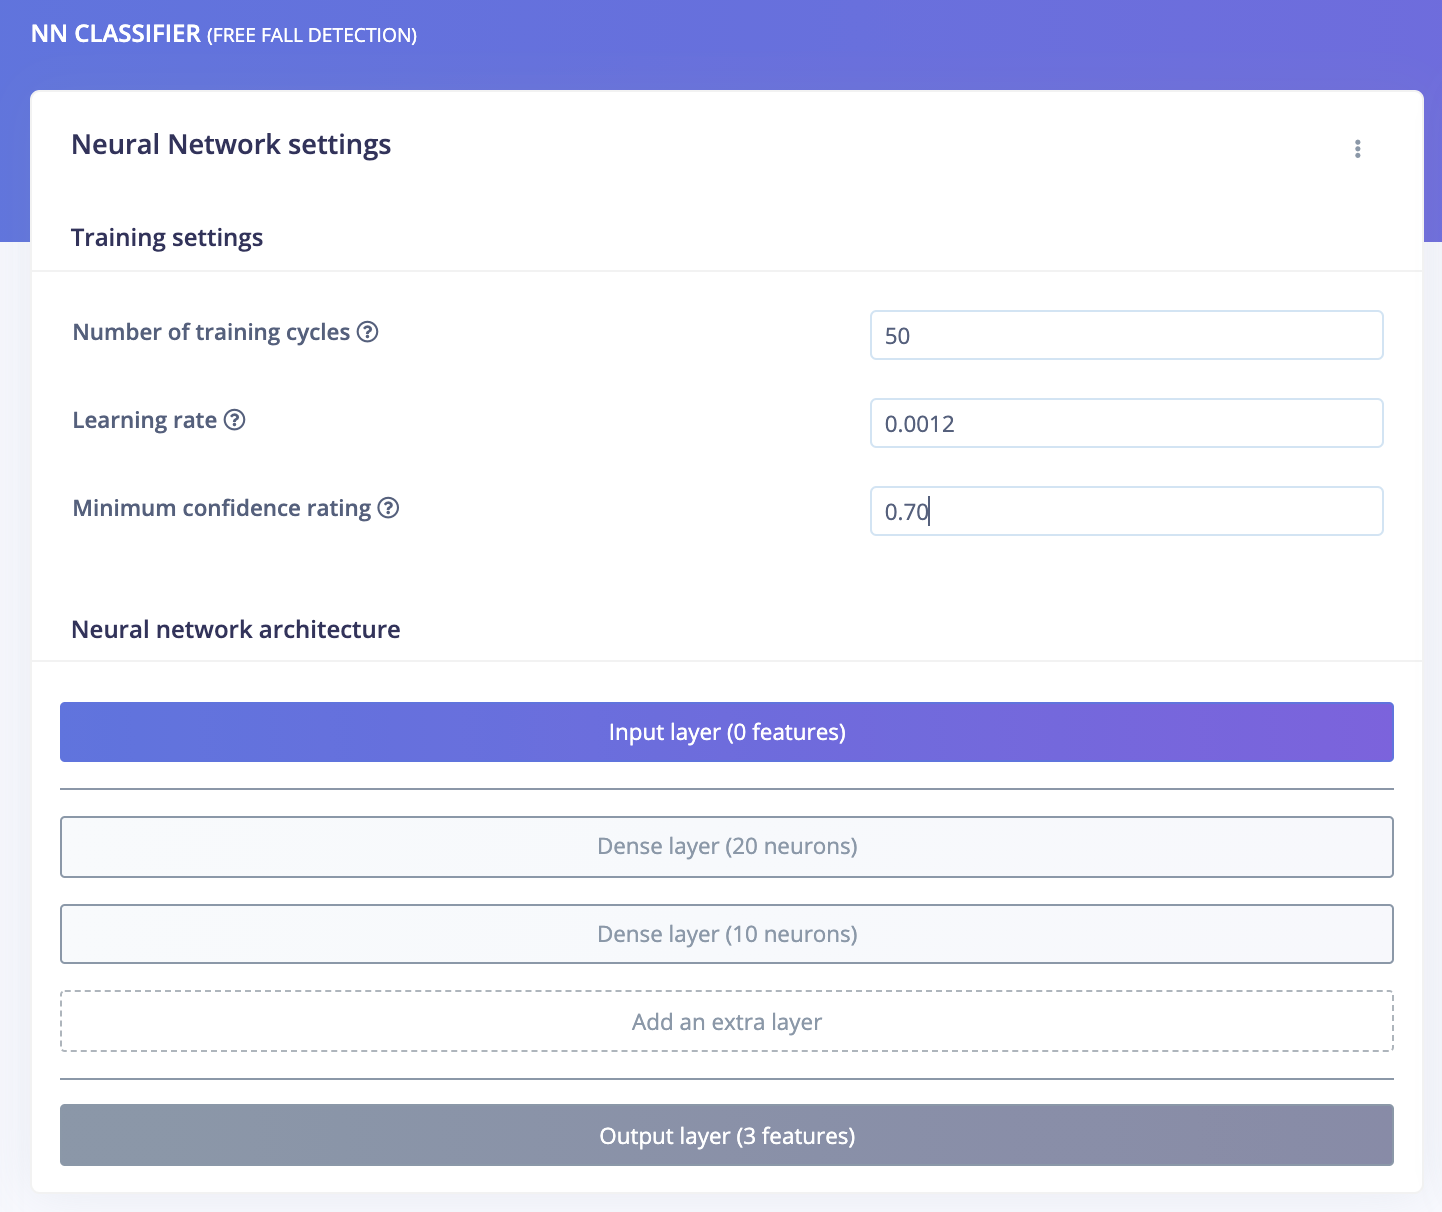 NN CLASSIFIER (FREE FALL DETECTION)
Neural Network settings
Training settings
Number of training cycles
50
Learning rate
0.0012
Minimum confidence rating
0.70
Neural network architecture
Input layer (0 features)
Dense layer (20 neurons)
Dense layer (10 neurons)
Add an extra layer
Output layer (3 features)